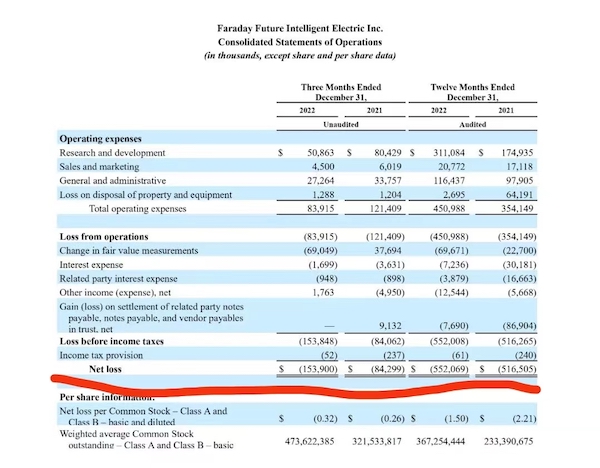 Faraday Future Intelligent Electric Inc.
Consolidated Statements of Operations
(in thousands, except share and per share data)
Three Months Ended Twelve Months Ended
December 31, December 31,
2022 2021 2022 2021
Unaudited Audited
Operating expenses
Research and development $ 50,863 $ 80,429 $ 311,084 $ 174,935
Sales and marketing 4,500 6,019 20,772 17,118
General and administrative 27,264 33,757 116,437 97,905
Loss on disposal of property and equipment 1,288 1,204 2,695 64,191
Total operating expenses 83,915 121,409 450,988 354,149
Loss from operations (83,915) (121,409) (450,988) (354,149)
Change in fair value measurements (69,049) 37,694 (69,671) (22,700)
Interest expense (1,699) (3,631) (7,236) (30,181)
Related party interest expense (948) (898) (3,879) (16,663)
Other income (expense), net 1,763 (4,950) (12,544) (5,668)
Gain (loss) on settlement of related party notes
payable, notes payable, and vendor payables
in trust, net — 9,132 (7,690) (86,904)
Loss before income taxes (153,848) (84,062) (552,008) (516,265)
Income tax provision (52) (237) (61) (240)
Net loss $ (153,900) $ (84,299) $ (552,069) $ (516,505)
Per share information:
Net loss per Common Stock – Class A and
Class B – basic and diluted $ (0.32) $ (0.26) $ (1.50) $ (2.21)
Weighted average Common Stock
outstanding – Class A and Class B – basic 473,622,385 321,533,817 367,254,444 233,390,675